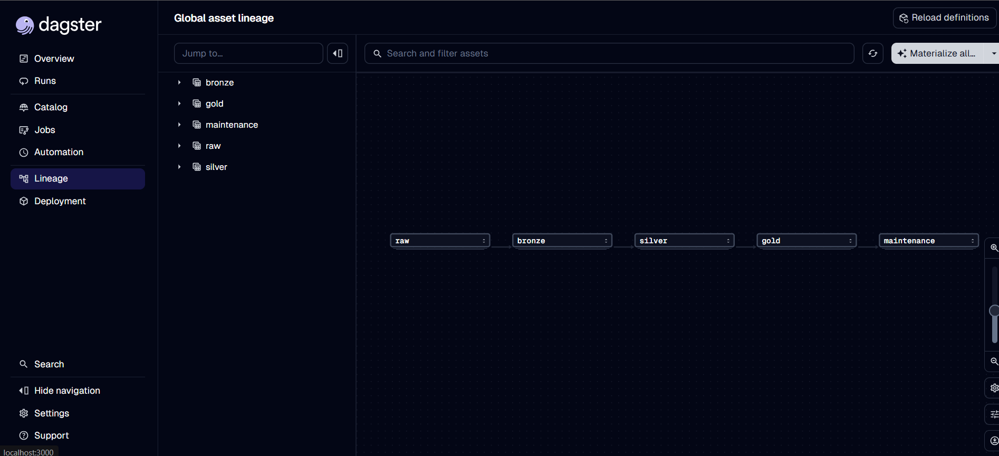 dagster
Overview
Runs
Catalog
Jobs
Automation
Lineage
Deployment
Search
Hide navigation
Settings
Support
localhost:3000
Global asset lineage
Reload definitions
Jump to…
Search and filter assets
Materialize all…
bronze
gold
maintenance
raw
silver
raw
bronze
silver
gold
maintenance